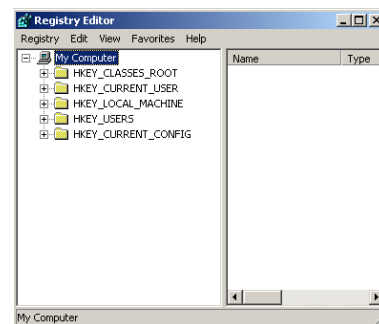 Registry Editor
Registry Edit View Favorites Help
My Computer
HKEY_CLASSES_ROOT
HKEY_CURRENT_USER
HKEY_LOCAL_MACHINE
HKEY_USERS
HKEY_CURRENT_CONFIG
Name Type
My Computer